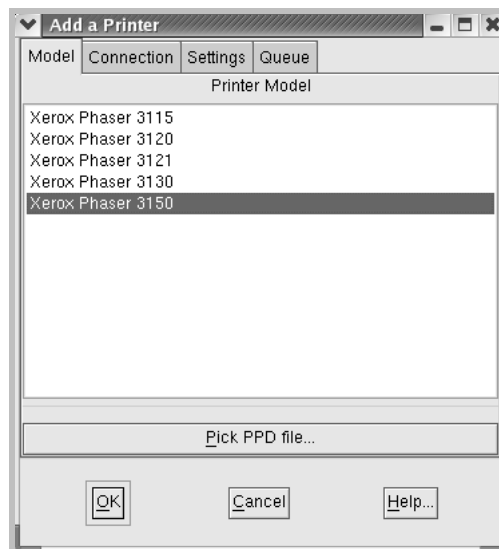 Add a Printer
Model Connection Settings Queue
Printer Model
Xerox Phaser 3115
Xerox Phaser 3120
Xerox Phaser 3121
Xerox Phaser 3130
Xerox Phaser 3150
Pick PPD file...
OK Cancel Help...